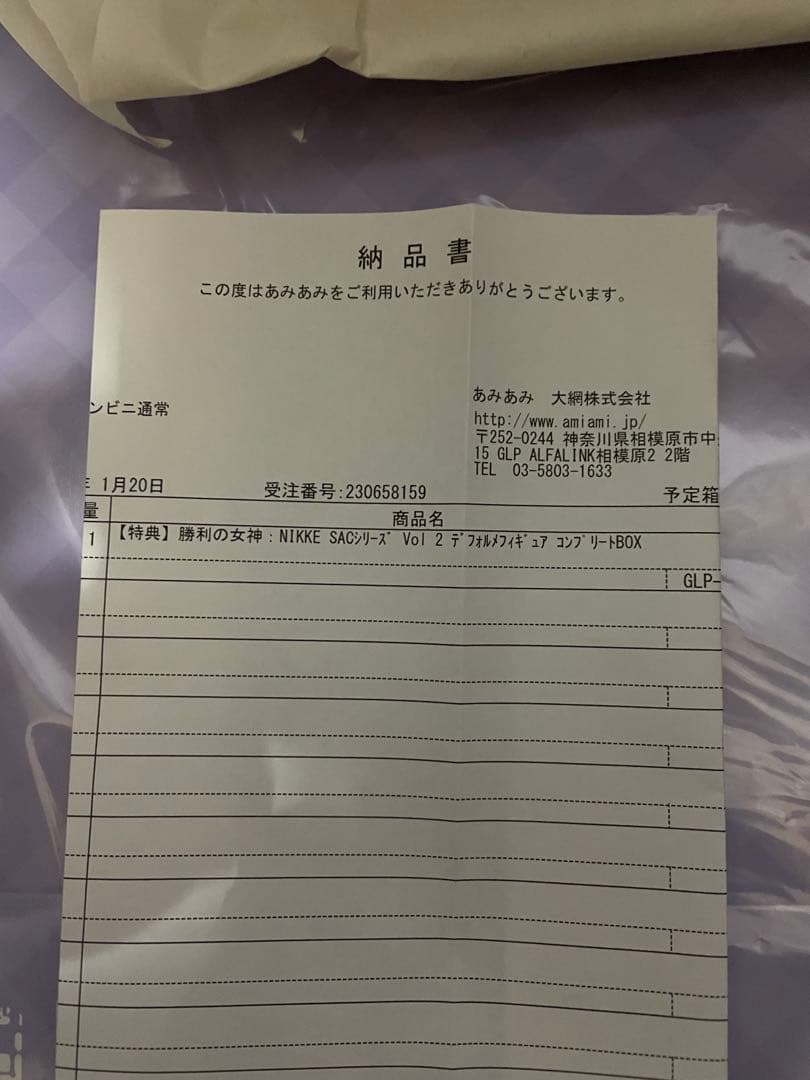 納品書
この度はあみあみをご利用いただきありがとうございます。
ンビニ通常
あみあみ 大網株式会社
http://www.amiami.jp/
〒252-0244 神奈川県相模原市中
15 GLP ALFALINK相模原2 2階
TEL 03-5803-1633
1月20日
受注番号:230658159
予定箱
量
商品名
1
【特典】勝利の女神：NIKKE SACシリーズ Vol 2 デフォルメフィギュア コンプリートBOX
GLP-